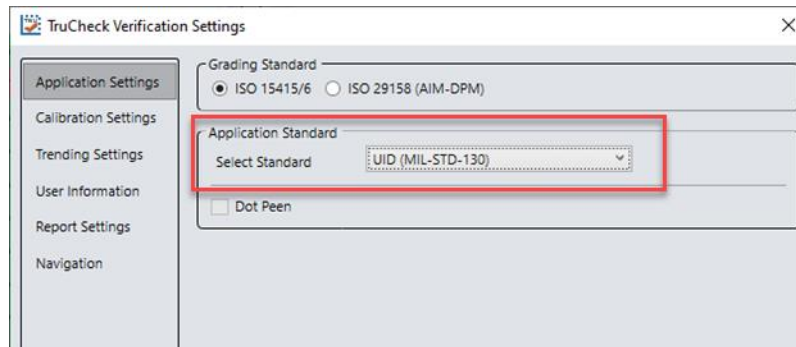 TruCheck Verification Settings
Application Settings
Calibration Settings
Trending Settings
User Information
Report Settings
Navigation
Grading Standard
ISO 15415/6 ISO 29158 (AIM-DPM)
Application Standard
Select Standard UID (MIL-STD-130)
Dot Peen